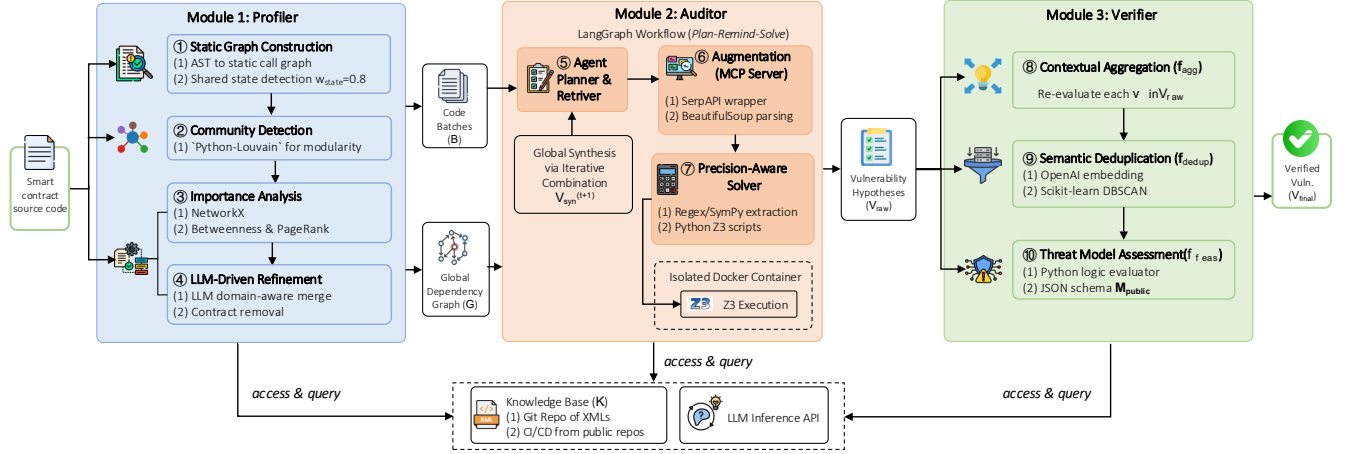 Smart
contract
source code
Module 1: Profiler
① Static Graph Construction
(1) AST to static call graph
(2) Shared state detection wstate=0.8
② Community Detection
(1) `Python-Louvain` for modularity
③ Importance Analysis
(1) NetworkX
(2) Betweenness & PageRank
④ LLM-Driven Refinement
(1) LLM domain-aware merge
(2) Contract removal
Code
Batches
(B)
Global
Dependency
Graph (G)
Module 2: Auditor
LangGraph Workflow (Plan-Remind-Solve)
⑤ Agent
Planner &
Retriver
Global Synthesis
via Iterative
Combination
Vsyn(t+1)
⑥ Augmentation
(MCP Server)
(1) SerpAPI wrapper
(2) BeautifulSoup parsing
⑦ Precision-Aware
Solver
(1) Regex/SymPy extraction
(2) Python Z3 scripts
Isolated Docker Container
Z3
Z3 Execution
Vulnerability
Hypotheses
(Vraw)
Module 3: Verifier
⑧ Contextual Aggregation (fagg)
Re-evaluate each v inVraw
⑨ Semantic Deduplication (fdedup)
(1) OpenAI embedding
(2) Scikit-learn DBSCAN
⑩ Threat Model Assessment(f f eas)
(1) Python logic evaluator
(2) JSON schema Mpublic
Verified
Vuln.
(Vfinal)
access & query
access & query
access & query
XML
Knowledge Base (K)
(1) Git Repo of XMLs
(2) CI/CD from public repos
LLM Inference API